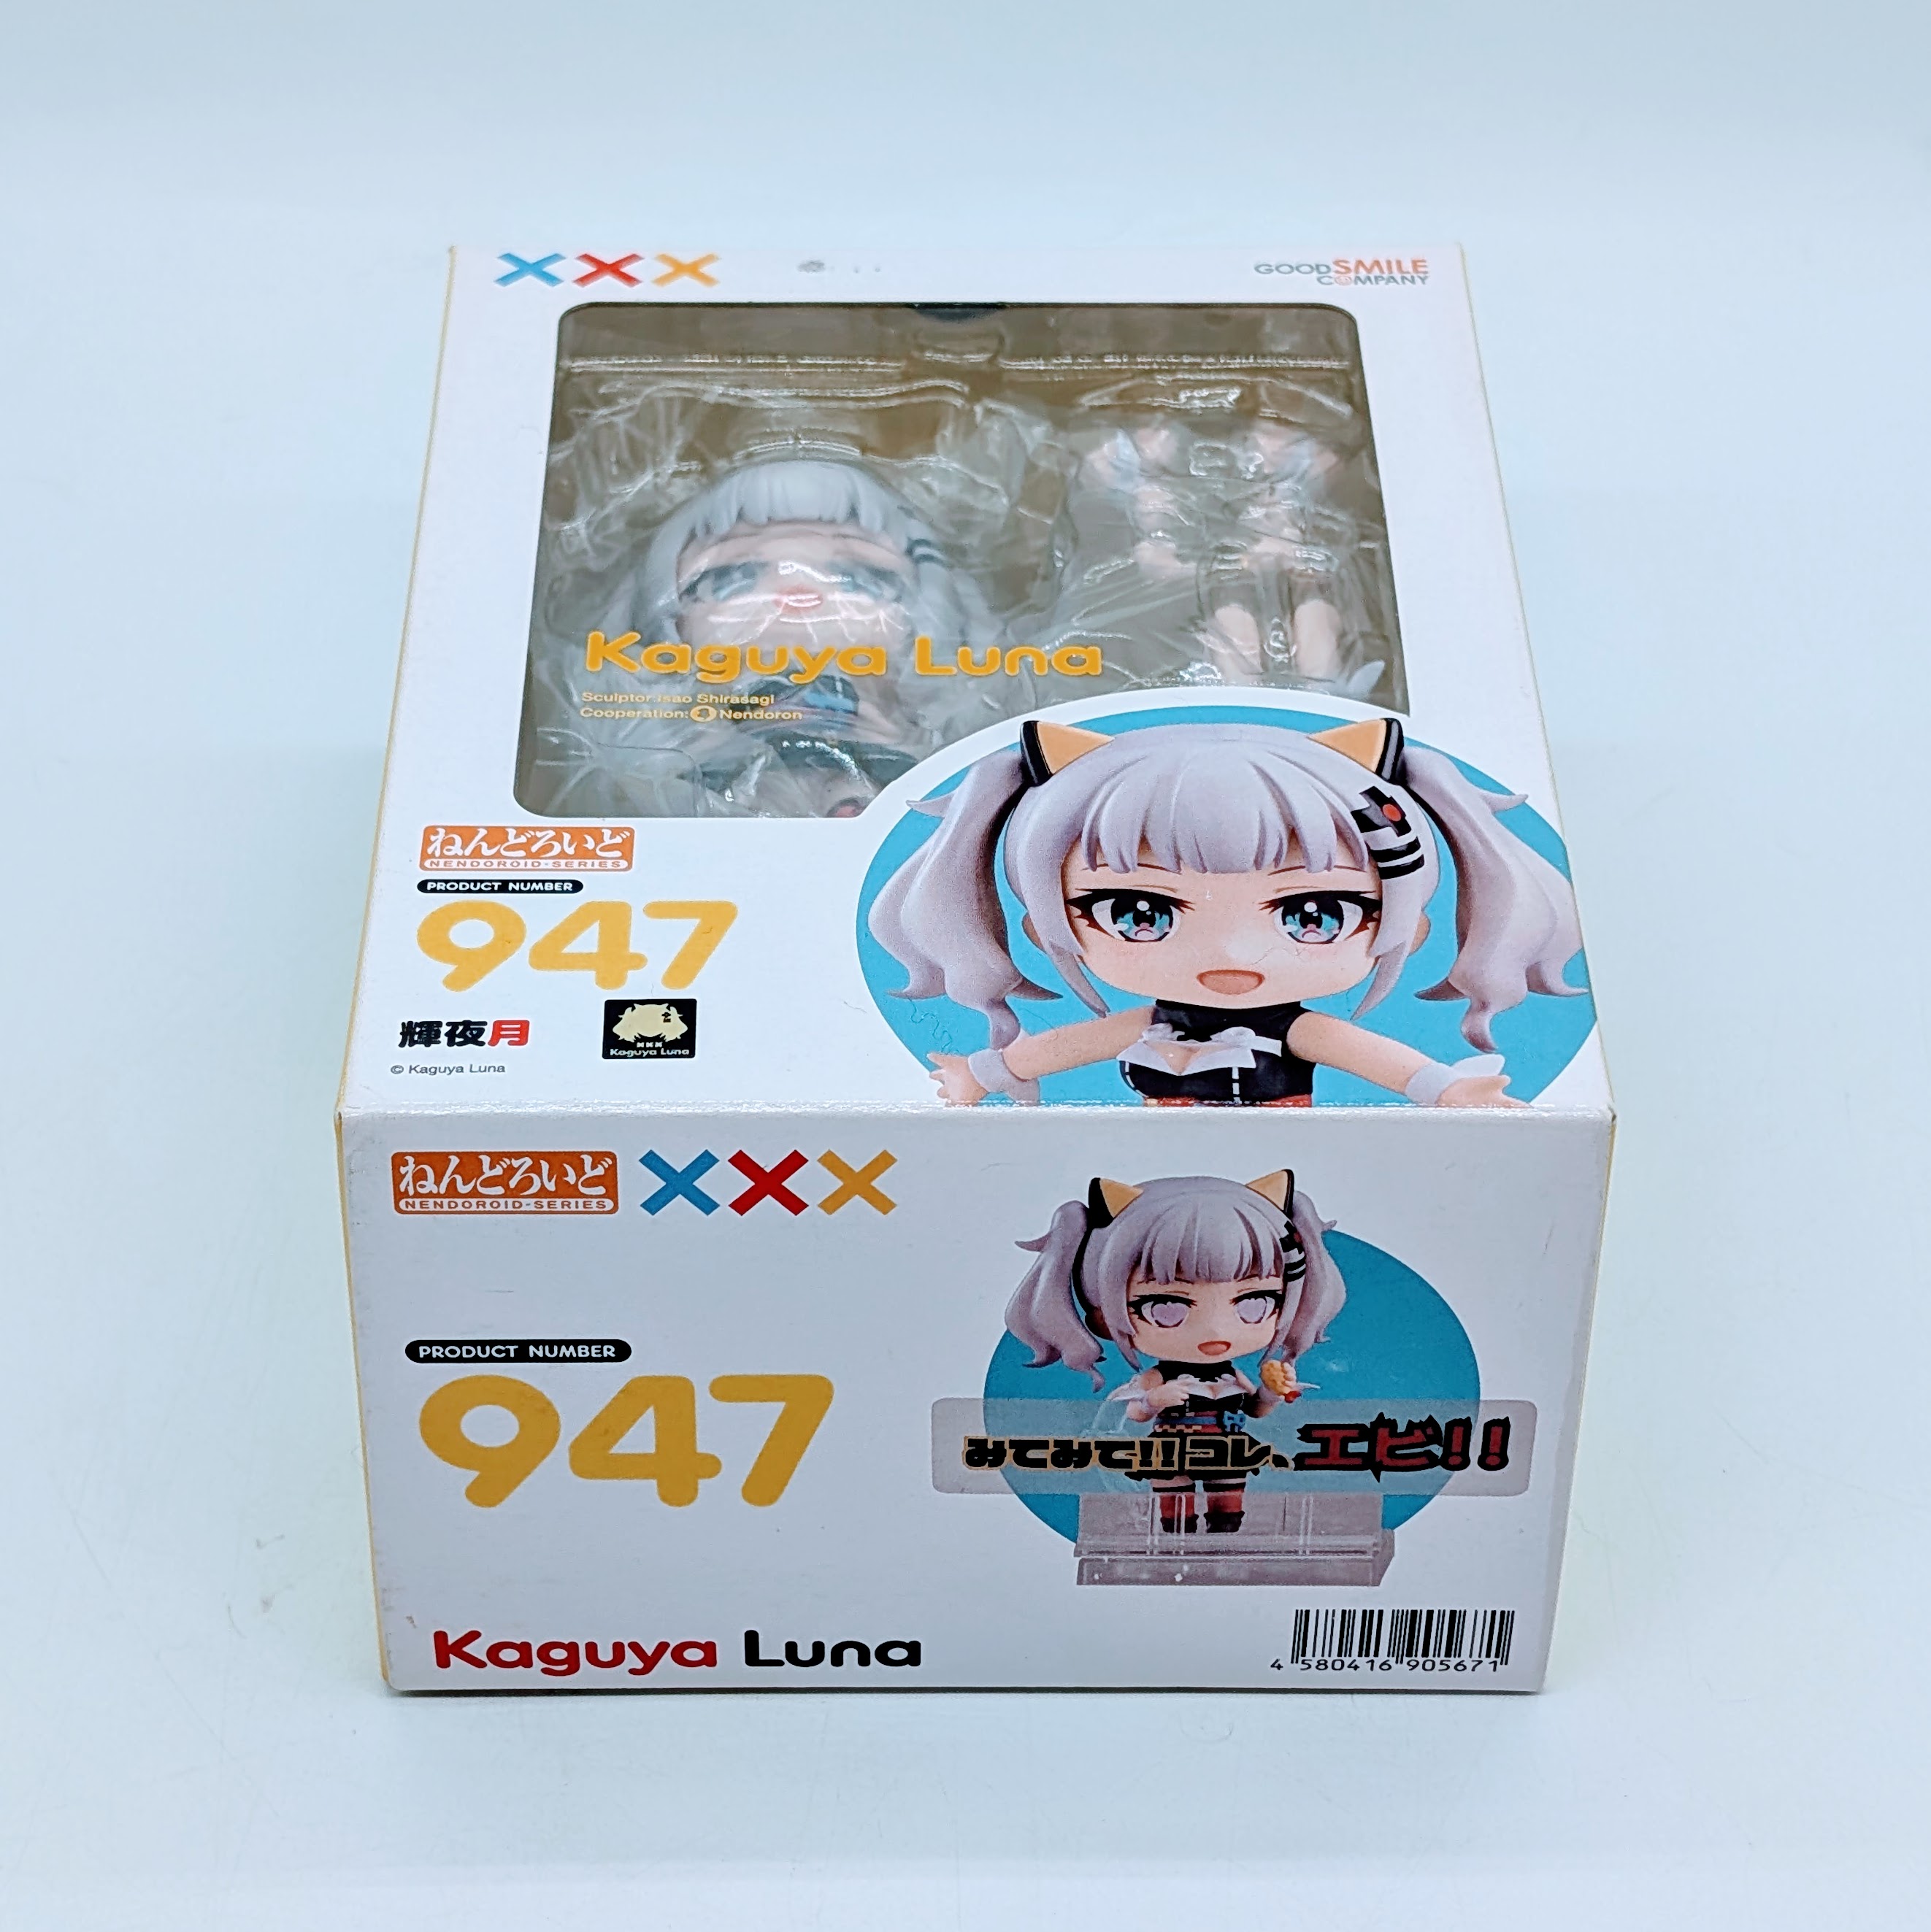 XXX
GOODSMILE
COMPANY
Kaguya Luna
Sculptor:Isao Shirasagi
Cooperation: Nendoron
ねんどろいど
NENDOROID-SERIES
PRODUCT NUMBER
947
輝夜月
Kaguya Luna
© Kaguya Luna
ねんどろいど
NENDOROID-SERIES
XXX
PRODUCT NUMBER
947
みてみて!!コレ、エビ!!
Kaguya Luna
4 580416 905671